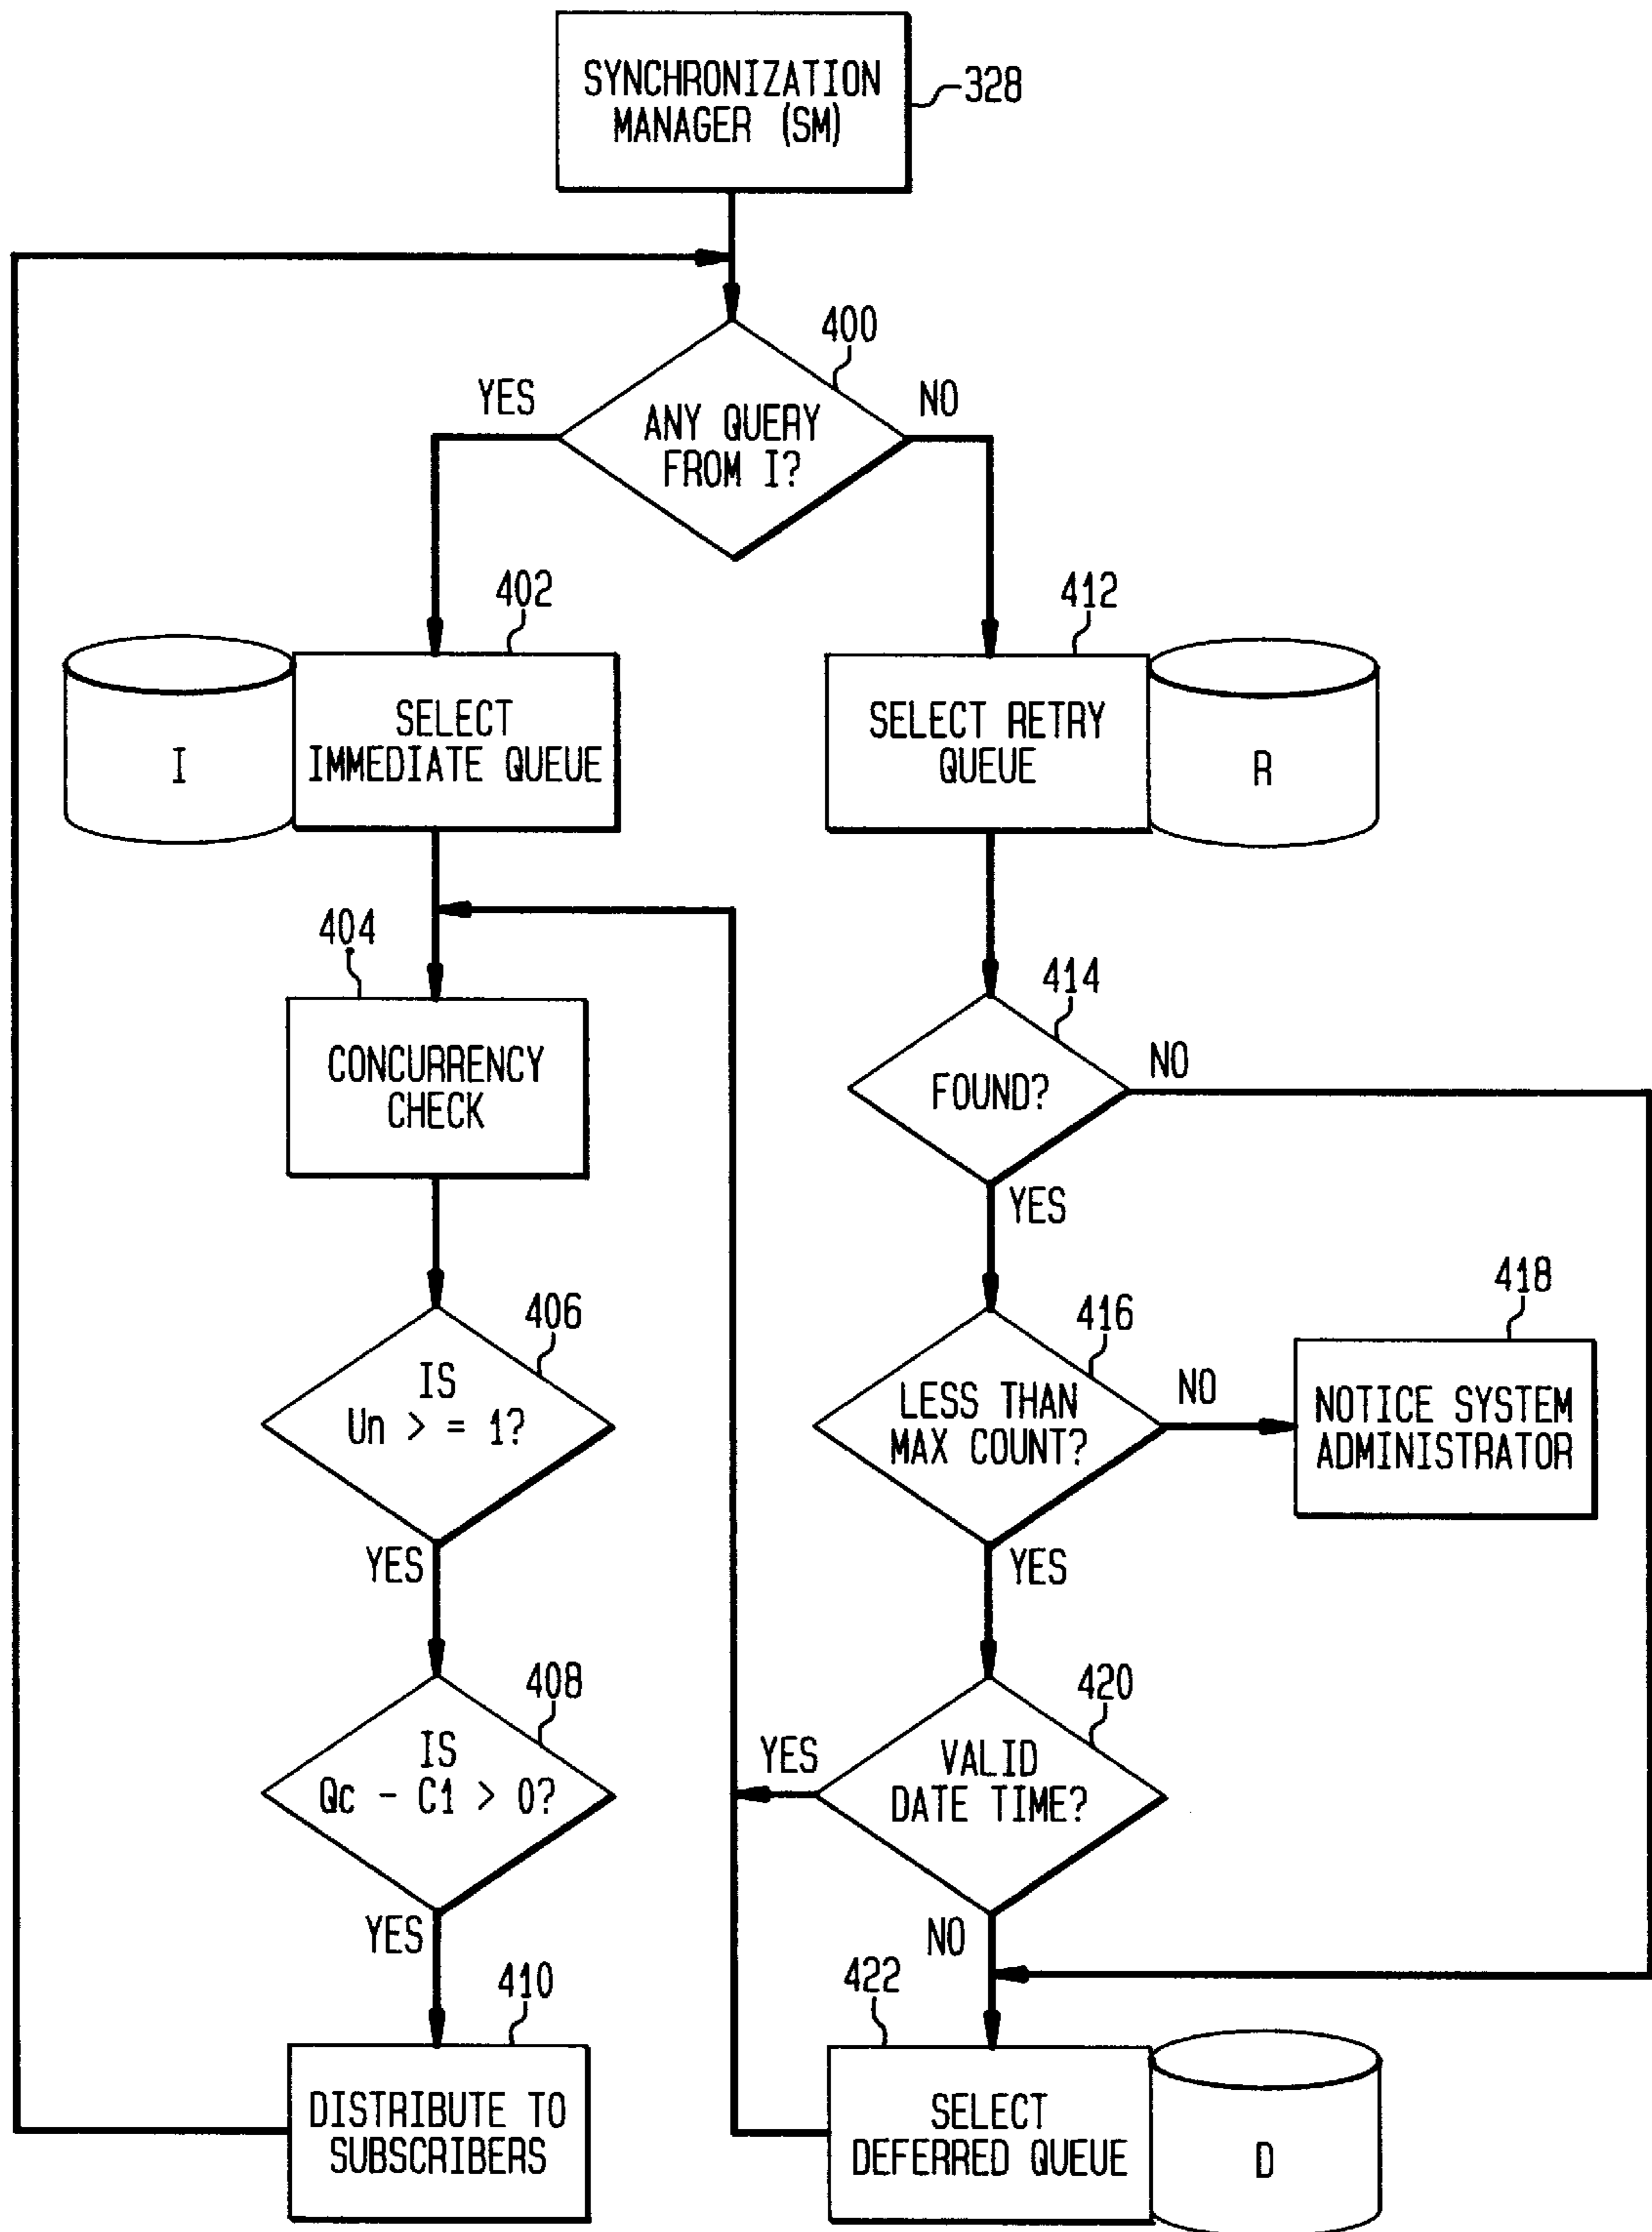 SYNCHRONIZATION
MANAGER (SM)
328
400
YES
NO
ANY QUERY
FROM I?
402
412
I
SELECT
IMMEDIATE QUEUE
SELECT RETRY
QUEUE
R
404
414
CONCURRENCY
CHECK
FOUND?
NO
YES
406
416
418
IS
Un > = 1?
LESS THAN
MAX COUNT?
NO
NOTICE SYSTEM
ADMINISTRATOR
YES
YES
408
420
IS
Qc - C1 > 0?
YES
VALID
DATE TIME?
YES
NO
410
422
DISTRIBUTE TO
SUBSCRIBERS
SELECT
DEFERRED QUEUE
D